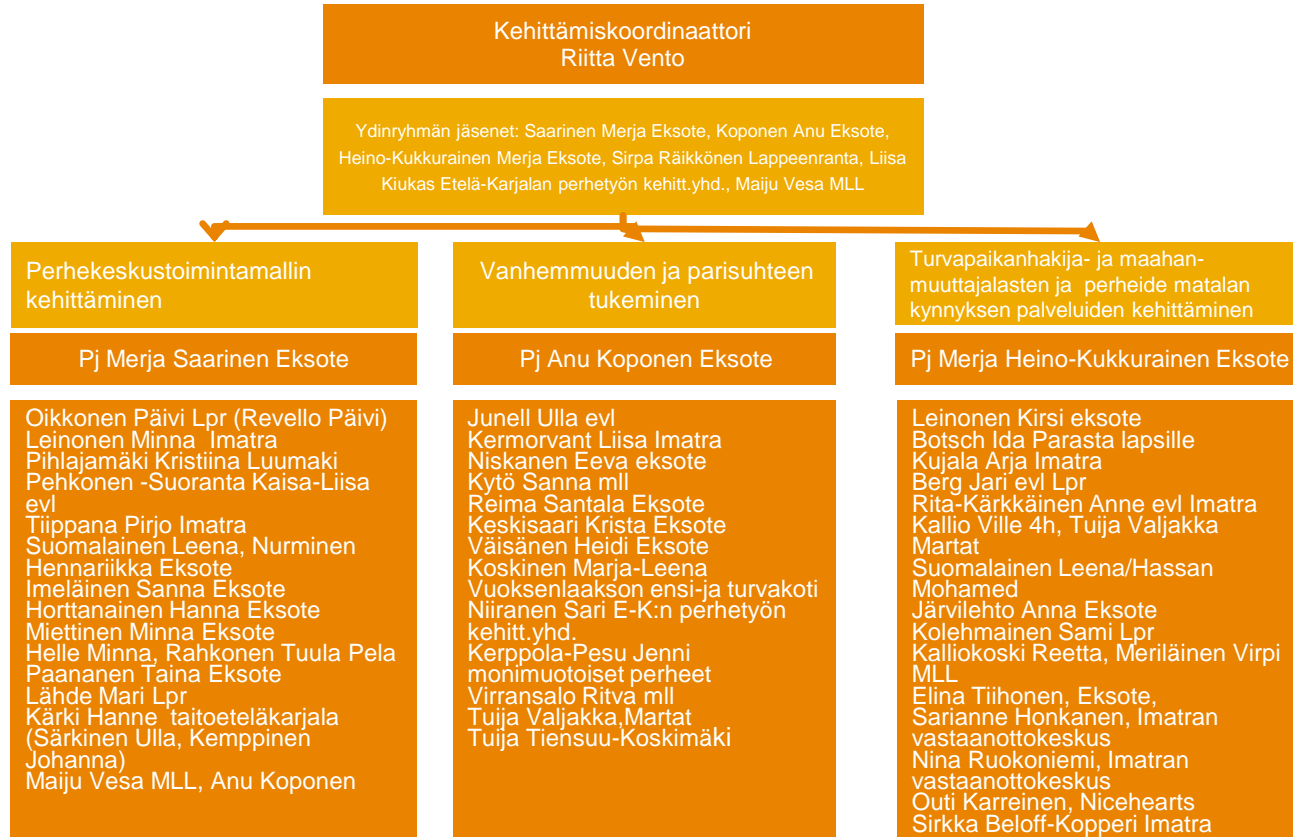 Kehittämiskoordinaattori
Riitta Vento
Ydinryhmän jäsenet: Saarinen Merja Eksote, Koponen Anu Eksote,
Heino-Kukkurainen Merja Eksote, Sirpa Räikkönen Lappeenranta, Liisa
Kiukas Etelä-Karjalan perhetyön kehitt.yhd., Maiju Vesa MLL
Perhekeskustoimintamallin
kehittäminen
Pj Merja Saarinen Eksote
Oikkonen Päivi Lpr (Revello Päivi)
Leinonen Minna Imatra
Pihlajamäki Kristiina Luumaki
Pehkonen -Suoranta Kaisa-Liisa
evl
Tiippana Pirjo Imatra
Suomalainen Leena, Nurminen
Hennariikka Eksote
Imeläinen Sanna Eksote
Horttanainen Hanna Eksote
Miettinen Minna Eksote
Helle Minna, Rahkonen Tuula Pela
Paananen Taina Eksote
Lähde Mari Lpr
Kärki Hanne taitoeteläkarjala
(Särkinen Ulla, Kemppinen
Johanna)
Maiju Vesa MLL, Anu Koponen
Vanhemmuuden ja parisuhteen
tukeminen
Pj Anu Koponen Eksote
Junell Ulla evl
Kermorvant Liisa Imatra
Niskanen Eeva eksote
Kytö Sanna mll
Reima Santala Eksote
Keskisaari Krista Eksote
Väisänen Heidi Eksote
Koskinen Marja-Leena
Vuoksenlaakson ensi-ja turvakoti
Niiranen Sari E-K:n perhetyön
kehitt.yhd.
Kerppola-Pesu Jenni
monimuotoiset perheet
Virransalo Ritva mll
Tuija Valjakka,Martat
Tuija Tiensuu-Koskimäki
Turvapaikanhakija- ja maahan-
muuttajalasten ja perheide matalan
kynnyksen palveluiden kehittäminen
Pj Merja Heino-Kukkurainen Eksote
Leinonen Kirsi eksote
Botsch Ida Parasta lapsille
Kujala Arja Imatra
Berg Jari evl Lpr
Rita-Kärkkäinen Anne evl Imatra
Kallio Ville 4h, Tuija Valjakka
Martat
Suomalainen Leena/Hassan
Mohamed
Järvilehto Anna Eksote
Kolehmainen Sami Lpr
Kalliokoski Reetta, Meriläinen Virpi
MLL
Elina Tiihonen, Eksote,
Sarianne Honkanen, Imatran
vastaanottokeskus
Nina Ruokoniemi, Imatran
vastaanottokeskus
Outi Karreinen, Nicehearts
Sirkka Beloff-Kopperi Imatra